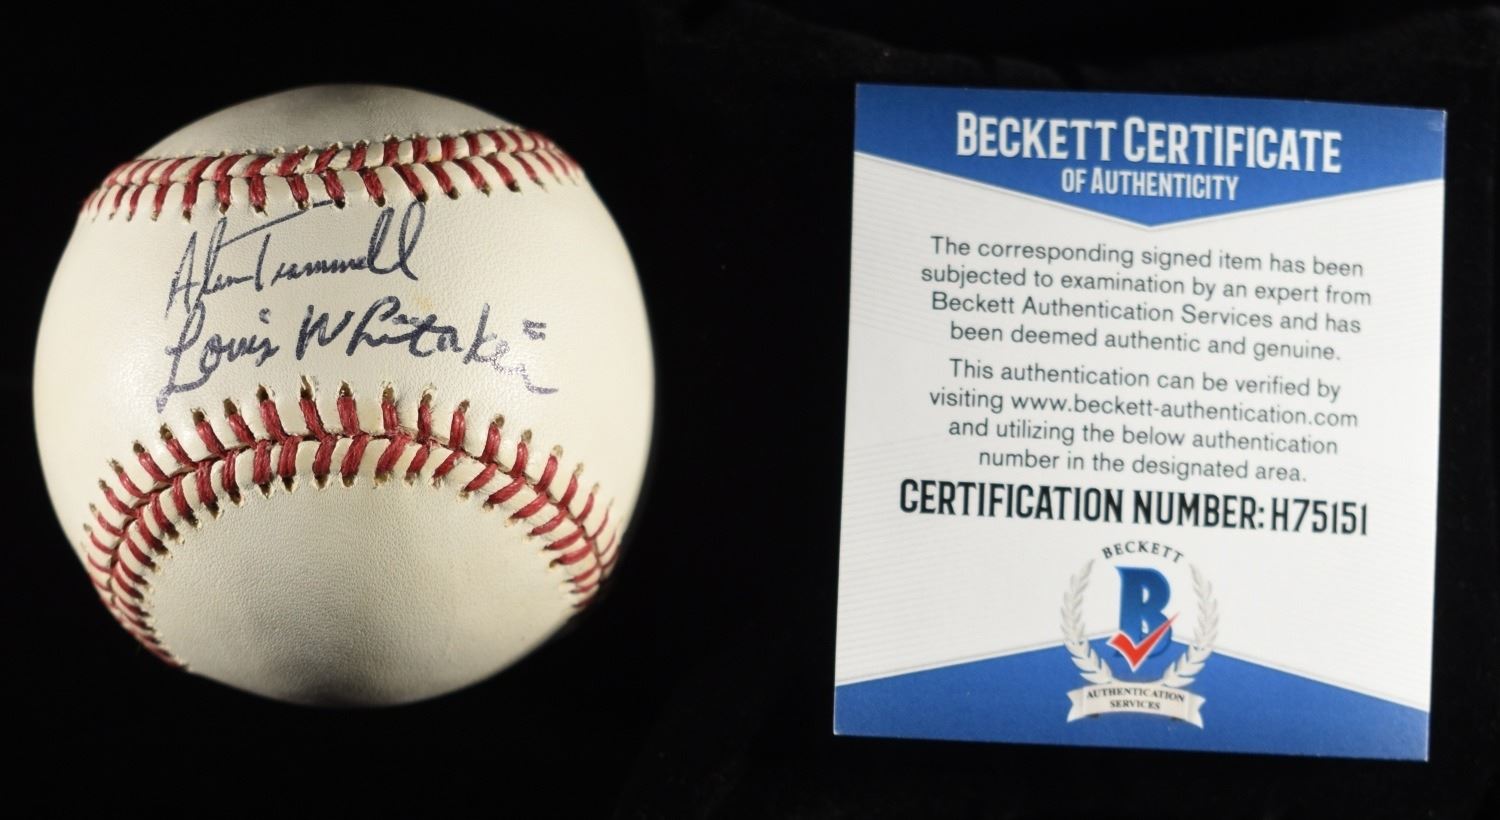 Alan Trammell
Louis Whitaker
BECKETT CERTIFICATE
OF AUTHENTICITY
The corresponding signed item has been
subjected to examination by an expert from
Beckett Authentication Services and has
been deemed authentic and genuine.
This authentication can be verified by
visiting www.beckett-authentication.com
and utilizing the below authentication
number in the designated area.
CERTIFICATION NUMBER: H75151
BECKETT
B
AUTHENTICATION
SERVICES